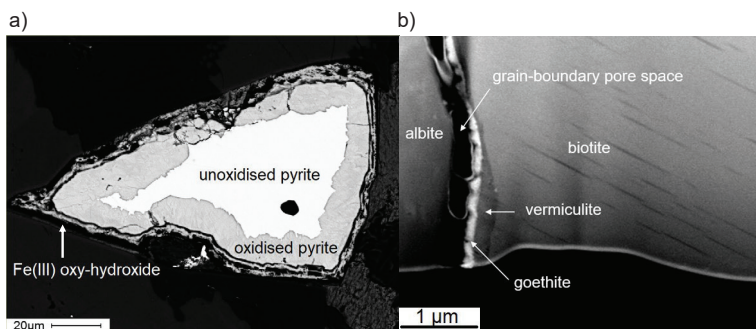 a)
unoxidised pyrite
oxidised pyrite
Fe(III) oxy-hydroxide
20µm
b)
grain-boundary pore space
albite
biotite
vermiculite
goethite
1 µm